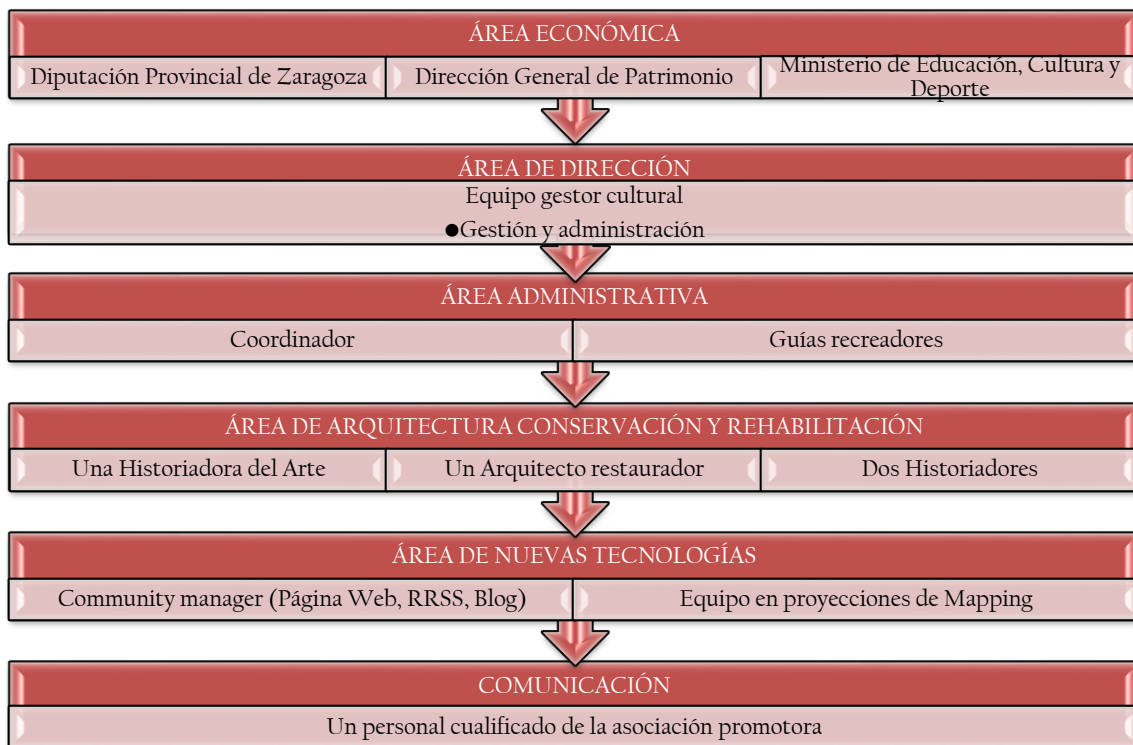 ÁREA ECONÓMICA
Diputación Provincial de Zaragoza
Dirección General de Patrimonio
Ministerio de Educación, Cultura y
Deporte
ÁREA DE DIRECCIÓN
Equipo gestor cultural
●Gestión y administración
ÁREA ADMINISTRATIVA
Coordinador
Guías recreadores
ÁREA DE ARQUITECTURA CONSERVACIÓN Y REHABILITACIÓN
Una Historiadora del Arte
Un Arquitecto restaurador
Dos Historiadores
ÁREA DE NUEVAS TECNOLOGÍAS
Community manager (Página Web, RRSS, Blog)
Equipo en proyecciones de Mapping
COMUNICACIÓN
Un personal cualificado de la asociación promotora